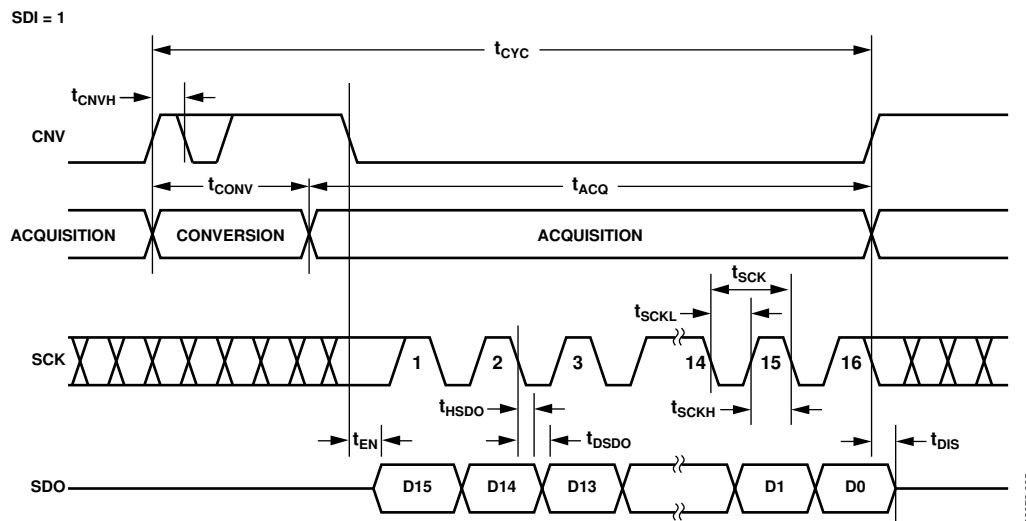 SDI = 1
tCYC
tCNVH
CNV
tCONV
tACQ
ACQUISITION
CONVERSION
ACQUISITION
tSCK
tSCKL
SCK
1
2
3
14
15
16
tHSDO
tSCKH
tEN
tDSDO
tDIS
SDO
D15
D14
D13
D1
D0